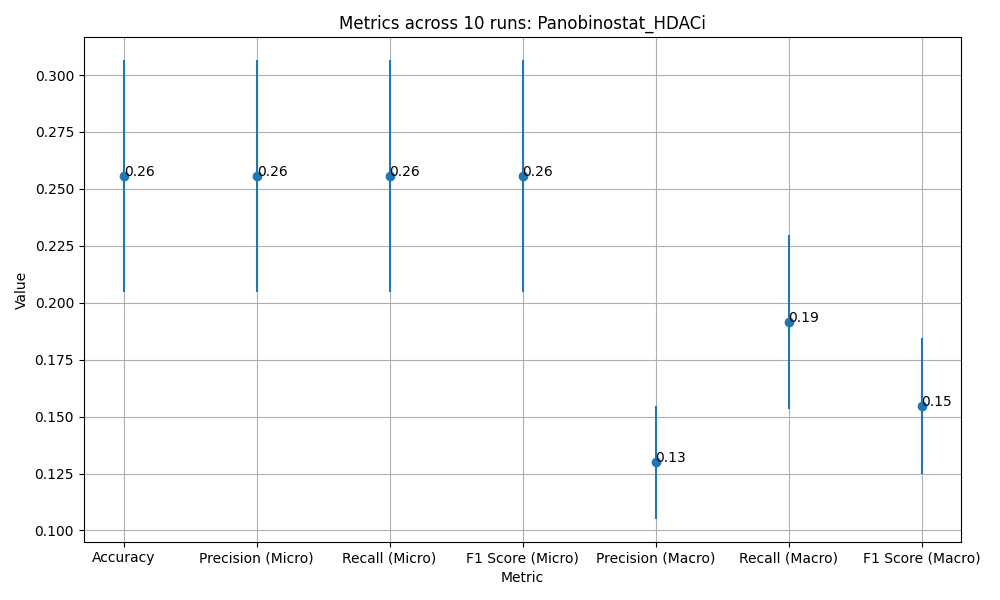 Metrics across 10 runs: Panobinostat_HDACi
0.300
0.275
0.250
0.225
0.200
0.175
0.150
0.125
0.100
Value
0.26
0.26
0.26
0.26
0.13
0.19
0.15
Accuracy
Precision (Micro)
Recall (Micro)
F1 Score (Micro)
Precision (Macro)
Recall (Macro)
F1 Score (Macro)
Metric